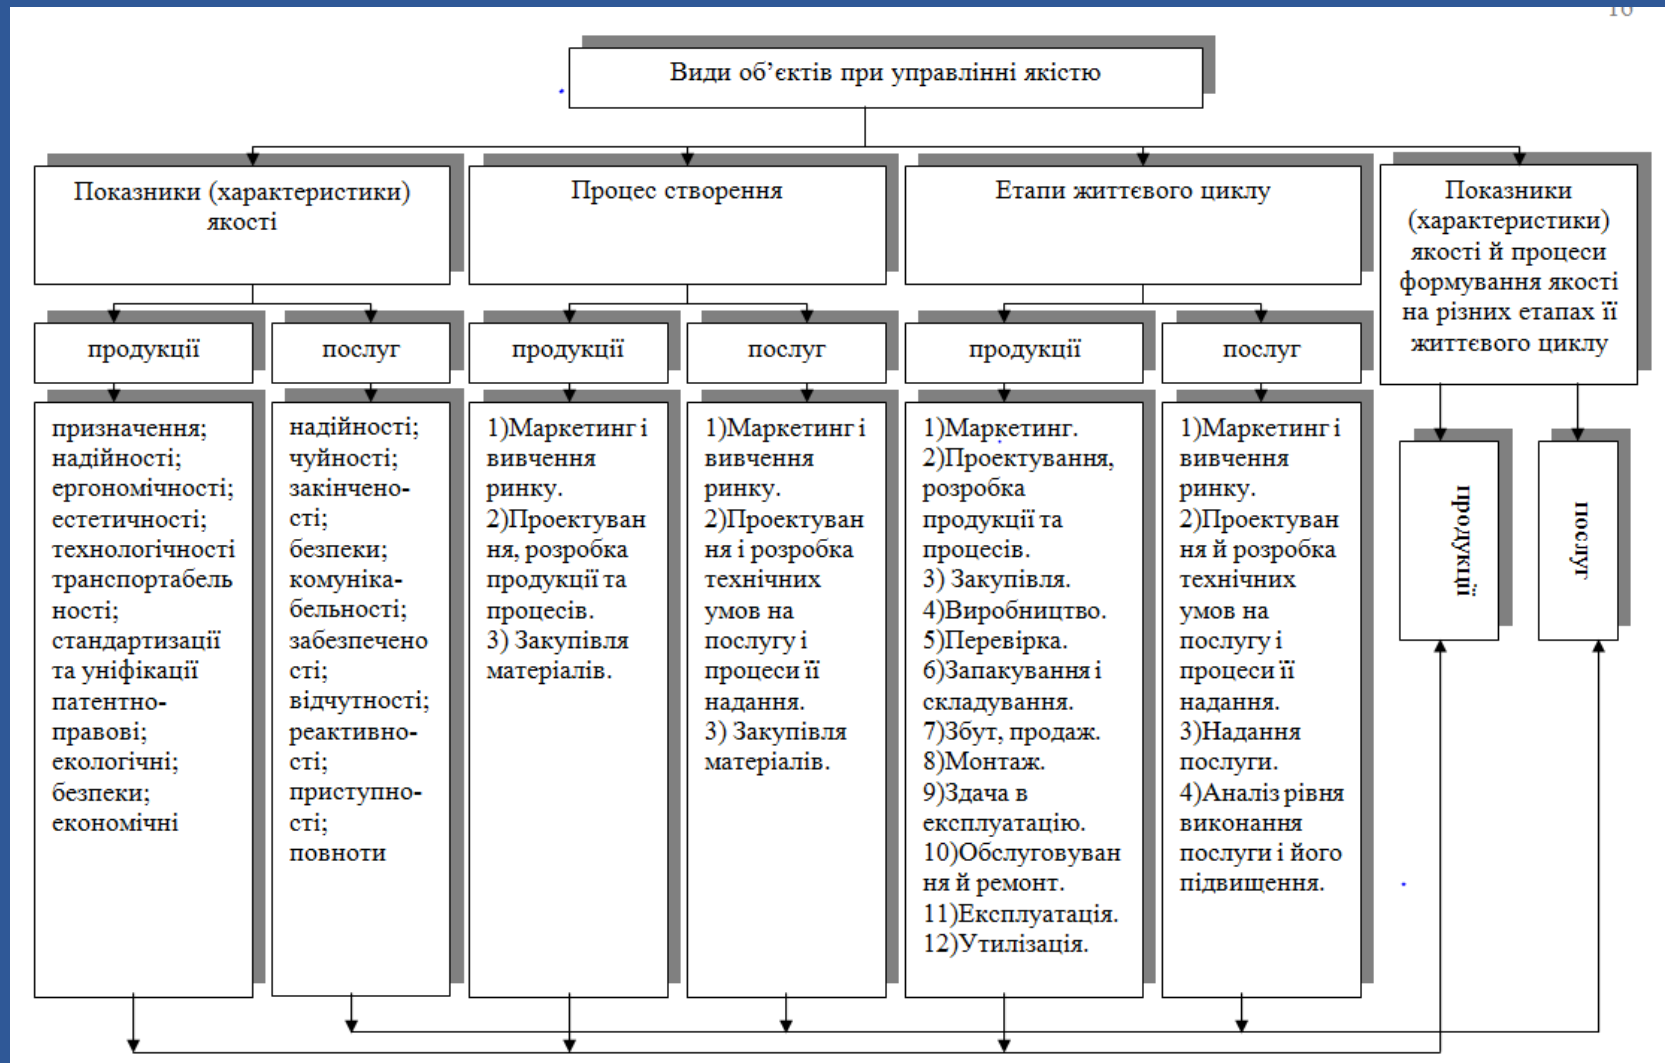 16
Види об’єктів при управлінні якістю
Показники (характеристики)
якості
Процес створення
Етапи життєвого циклу
Показники
(характеристики)
якості й процеси
формування якості
на різних етапах її
життєвого циклу
продукції
послуг
продукції
послуг
продукції
послуг
призначення;
надійності;
ергономічності;
естетичності;
технологічності
транспортабель
ності;
стандартизації
та уніфікації
патентно-
правові;
екологічні;
безпеки;
економічні
надійності;
чуйності;
закінчено-
сті;
безпеки;
комуніка-
бельності;
забезпечено
сті;
відчутності;
реактивно-
сті;
приступно-
сті;
повноти
1)Маркетинг і
вивчення
ринку.
2)Проектуван
ня, розробка
продукції та
процесів.
3) Закупівля
матеріалів.
1)Маркетинг і
вивчення
ринку.
2)Проектуван
ня і розробка
технічних
умов на
послугу і
процеси її
надання.
3) Закупівля
матеріалів.
1)Маркетинг.
2)Проектування,
розробка
продукції та
процесів.
3) Закупівля.
4)Виробництво.
5)Перевірка.
6)Запакування і
складування.
7)Збут, продаж.
8)Монтаж.
9)Здача в
експлуатацію.
10)Обслуговуван
ня й ремонт.
11)Експлуатація.
12)Утилізація.
1)Маркетинг і
вивчення
ринку.
2)Проектуван
ня й розробка
технічних
умов на
послугу і
процеси її
надання.
3)Надання
послуги.
4)Аналіз рівня
виконання
послуги і його
підвищення.
продукції
послуг